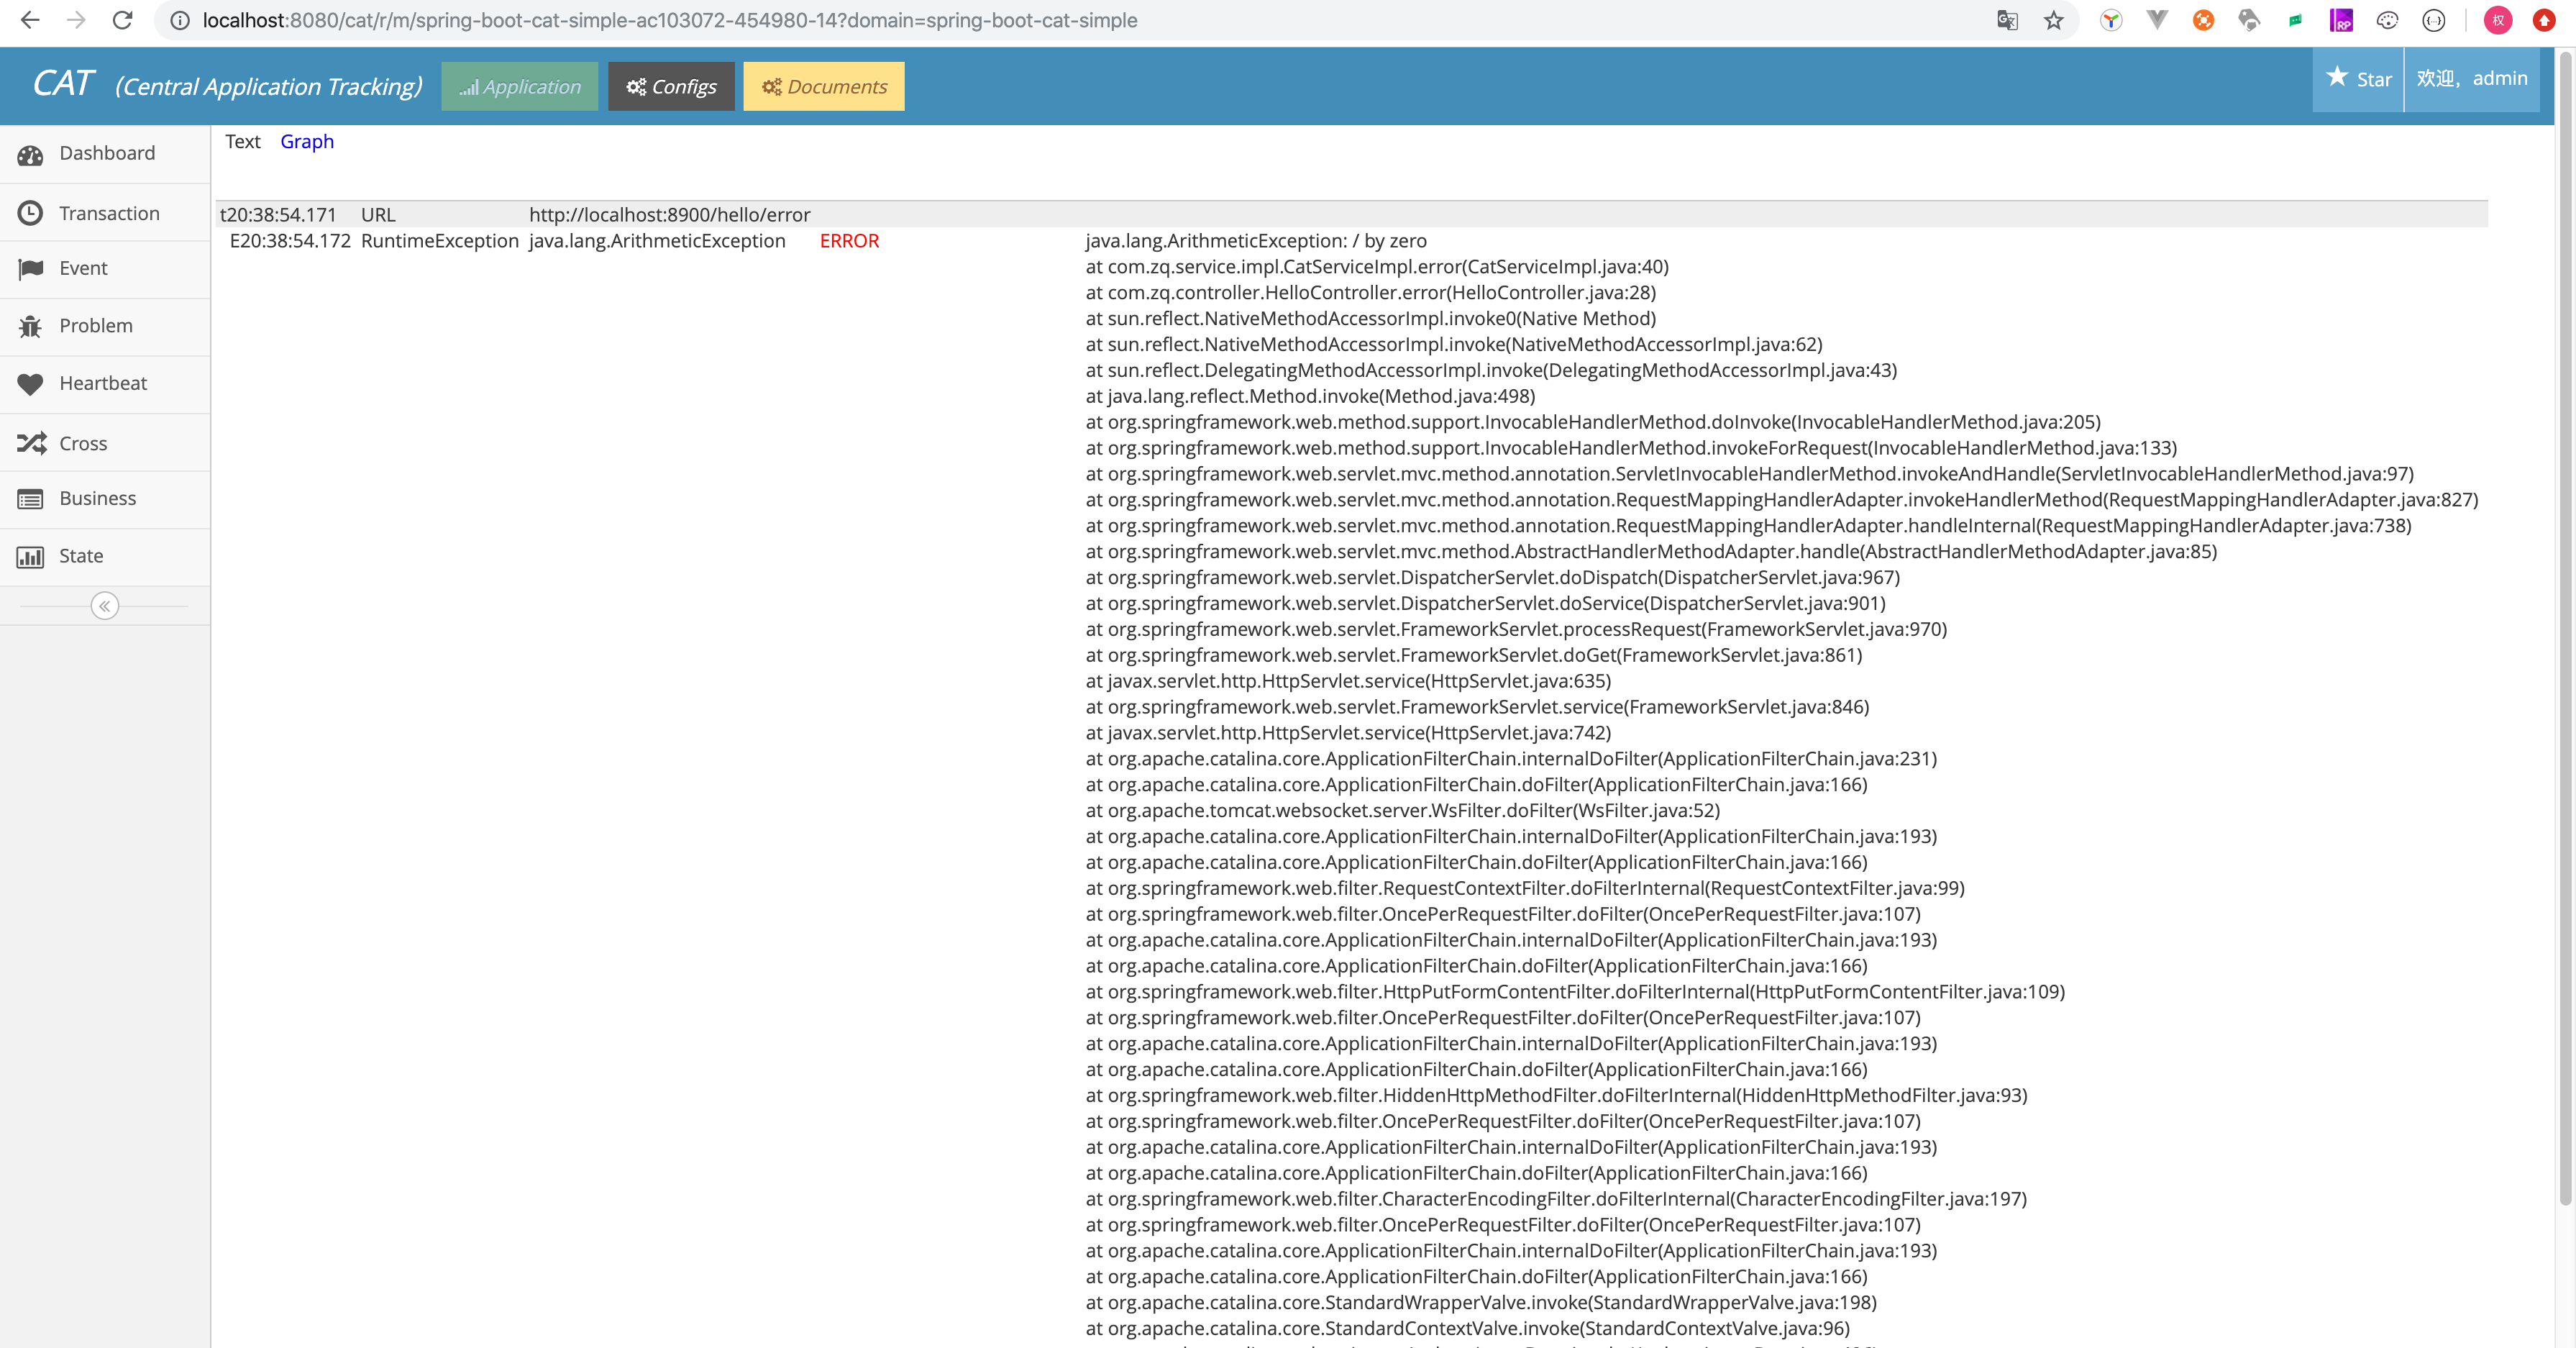 localhost:8080/cat/r/m/spring-boot-cat-simple-ac103072-454980-14?domain=spring-boot-cat-simple
RP
{···}
权
CAT (Central Application Tracking)
Application
Configs
Documents
Star
欢迎，admin
Dashboard
Transaction
Event
Problem
Heartbeat
Cross
Business
State
Text Graph
t20:38:54.171 URL http://localhost:8900/hello/error
E20:38:54.172 RuntimeException java.lang.ArithmeticException ERROR java.lang.ArithmeticException: / by zero
at com.zq.service.impl.CatServiceImpl.error(CatServiceImpl.java:40)
at com.zq.controller.HelloController.error(HelloController.java:28)
at sun.reflect.NativeMethodAccessorImpl.invoke0(Native Method)
at sun.reflect.NativeMethodAccessorImpl.invoke(NativeMethodAccessorImpl.java:62)
at sun.reflect.DelegatingMethodAccessorImpl.invoke(DelegatingMethodAccessorImpl.java:43)
at java.lang.reflect.Method.invoke(Method.java:498)
at org.springframework.web.method.support.InvocableHandlerMethod.doInvoke(InvocableHandlerMethod.java:205)
at org.springframework.web.method.support.InvocableHandlerMethod.invokeForRequest(InvocableHandlerMethod.java:133)
at org.springframework.web.servlet.mvc.method.annotation.ServletInvocableHandlerMethod.invokeAndHandle(ServletInvocableHandlerMethod.java:97)
at org.springframework.web.servlet.mvc.method.annotation.RequestMappingHandlerAdapter.invokeHandlerMethod(RequestMappingHandlerAdapter.java:827)
at org.springframework.web.servlet.mvc.method.annotation.RequestMappingHandlerAdapter.handleInternal(RequestMappingHandlerAdapter.java:738)
at org.springframework.web.servlet.mvc.method.AbstractHandlerMethodAdapter.handle(AbstractHandlerMethodAdapter.java:85)
at org.springframework.web.servlet.DispatcherServlet.doDispatch(DispatcherServlet.java:967)
at org.springframework.web.servlet.DispatcherServlet.doService(DispatcherServlet.java:901)
at org.springframework.web.servlet.FrameworkServlet.processRequest(FrameworkServlet.java:970)
at org.springframework.web.servlet.FrameworkServlet.doGet(FrameworkServlet.java:861)
at javax.servlet.http.HttpServlet.service(HttpServlet.java:635)
at org.springframework.web.servlet.FrameworkServlet.service(FrameworkServlet.java:846)
at javax.servlet.http.HttpServlet.service(HttpServlet.java:742)
at org.apache.catalina.core.ApplicationFilterChain.internalDoFilter(ApplicationFilterChain.java:231)
at org.apache.catalina.core.ApplicationFilterChain.doFilter(ApplicationFilterChain.java:166)
at org.apache.tomcat.websocket.server.WsFilter.doFilter(WsFilter.java:52)
at org.apache.catalina.core.ApplicationFilterChain.internalDoFilter(ApplicationFilterChain.java:193)
at org.apache.catalina.core.ApplicationFilterChain.doFilter(ApplicationFilterChain.java:166)
at org.springframework.web.filter.RequestContextFilter.doFilterInternal(RequestContextFilter.java:99)
at org.springframework.web.filter.OncePerRequestFilter.doFilter(OncePerRequestFilter.java:107)
at org.apache.catalina.core.ApplicationFilterChain.internalDoFilter(ApplicationFilterChain.java:193)
at org.apache.catalina.core.ApplicationFilterChain.doFilter(ApplicationFilterChain.java:166)
at org.springframework.web.filter.HttpPutFormContentFilter.doFilterInternal(HttpPutFormContentFilter.java:109)
at org.springframework.web.filter.OncePerRequestFilter.doFilter(OncePerRequestFilter.java:107)
at org.apache.catalina.core.ApplicationFilterChain.internalDoFilter(ApplicationFilterChain.java:193)
at org.apache.catalina.core.ApplicationFilterChain.doFilter(ApplicationFilterChain.java:166)
at org.springframework.web.filter.HiddenHttpMethodFilter.doFilterInternal(HiddenHttpMethodFilter.java:93)
at org.springframework.web.filter.OncePerRequestFilter.doFilter(OncePerRequestFilter.java:107)
at org.apache.catalina.core.ApplicationFilterChain.internalDoFilter(ApplicationFilterChain.java:193)
at org.apache.catalina.core.ApplicationFilterChain.doFilter(ApplicationFilterChain.java:166)
at org.springframework.web.filter.CharacterEncodingFilter.doFilterInternal(CharacterEncodingFilter.java:197)
at org.springframework.web.filter.OncePerRequestFilter.doFilter(OncePerRequestFilter.java:107)
at org.apache.catalina.core.ApplicationFilterChain.internalDoFilter(ApplicationFilterChain.java:193)
at org.apache.catalina.core.ApplicationFilterChain.doFilter(ApplicationFilterChain.java:166)
at org.apache.catalina.core.StandardWrapperValve.invoke(StandardWrapperValve.java:198)
at org.apache.catalina.core.StandardContextValve.invoke(StandardContextValve.java:96)